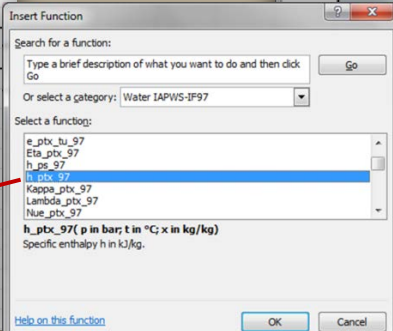 Insert Function
Search for a function:
Type a brief description of what you want to do and then click
Go
Go
Or select a category: Water IAPWS-IF97
Select a function:
e_ptx_tu_97
Eta_ptx_97
h_ps_97
h_ptx_97
Kappa_ptx_97
Lambda_ptx_97
Nue_ptx_97
h_ptx_97( p in bar; t in °C; x in kg/kg)
Specific enthalpy h in kJ/kg.
Help on this function
OK
Cancel